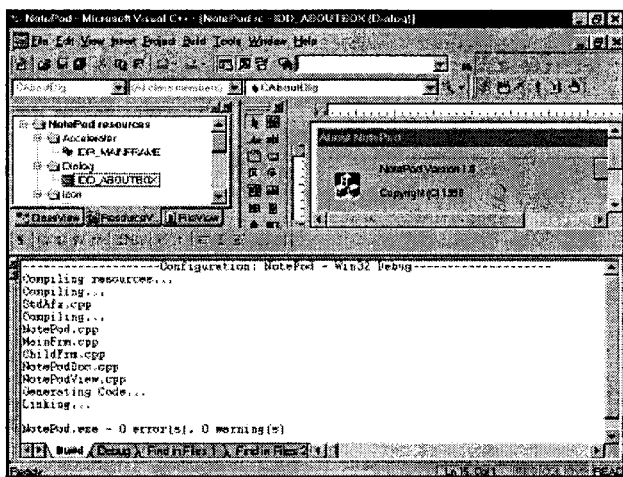 NotePod - Microsoft Visual C++ - [NotePod.rc - IDD_ABOUTBOX (Dialog)]
File Edit View Insert Project Build Tools Window Help
CAboutDlg (All class members) CAboutDlg
NotePod resources
Accelerator
IDR_MAINFRAME
Dialog
IDD_ABOUTBOX
Icon
ClassView ResourceV... FileView
About NotePod
NotePod Version 1.0
Copyright (C) 1998
--------------------Configuration: NotePod - Win32 Debug--------------------
Compiling resources...
Compiling...
StdAfx.cpp
Compiling...
NotePod.cpp
MainFrm.cpp
ChildFrm.cpp
NotePodDoc.cpp
NotePodView.cpp
Generating Code...
Linking...
NotePod.exe - 0 error(s), 0 warning(s)
Build Debug Find in Files 1 Find in Files 2
Ready